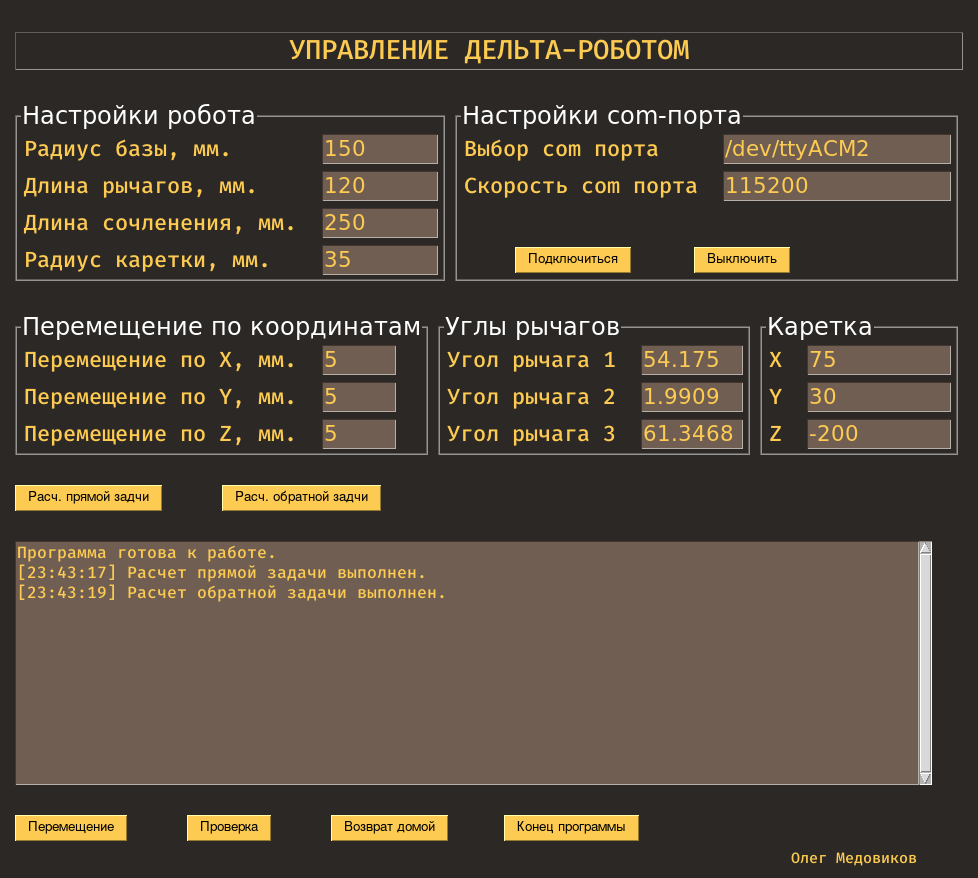 УПРАВЛЕНИЕ ДЕЛЬТА-РОБОТОМ
Настройки робота
Радиус базы, мм. 150
Длина рычагов, мм. 120
Длина сочленения, мм. 250
Радиус каретки, мм. 35
Настройки com-порта
Выбор com порта /dev/ttyACM2
Скорость com порта 115200
Подключиться Выключить
Перемещение по координатам
Перемещение по X, мм. 5
Перемещение по Y, мм. 5
Перемещение по Z, мм. 5
Углы рычагов
Угол рычага 1 54.175
Угол рычага 2 1.9909
Угол рычага 3 61.3468
Каретка
X 75
Y 30
Z -200
Расч. прямой задчи Расч. обратной задчи
Программа готова к работе.
[23:43:17] Расчет прямой задачи выполнен.
[23:43:19] Расчет обратной задачи выполнен.
Перемещение Проверка Возврат домой Конец программы
Олег Медовиков